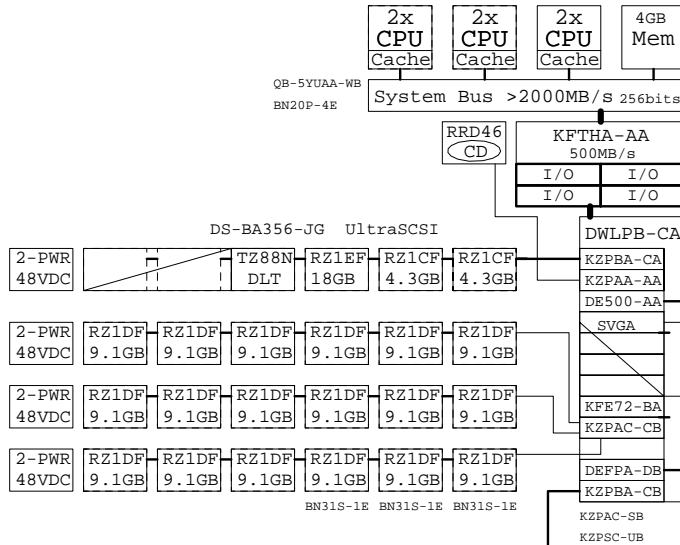 2x 2x 2x 4GB
CPU CPU CPU Mem
Cache Cache Cache
QB-5YUAA-WB
BN20P-4E
System Bus >2000MB/s 256bits
RRD46
CD
KFTHA-AA
500MB/s
I/O I/O
I/O I/O
DS-BA356-JG UltraSCSI
DWLPB-CA
2-PWR TZ88N RZ1EF RZ1CF RZ1CF KZPBA-CA
48VDC DLT 18GB 4.3GB 4.3GB KZPAA-AA
DE500-AA
2-PWR RZ1DF RZ1DF RZ1DF RZ1DF RZ1DF RZ1DF SVGA
48VDC 9.1GB 9.1GB 9.1GB 9.1GB 9.1GB 9.1GB
2-PWR RZ1DF RZ1DF RZ1DF RZ1DF RZ1DF RZ1DF
48VDC 9.1GB 9.1GB 9.1GB 9.1GB 9.1GB 9.1GB
KFE72-BA
KZPAC-CB
2-PWR RZ1DF RZ1DF RZ1DF RZ1DF RZ1DF RZ1DF
48VDC 9.1GB 9.1GB 9.1GB 9.1GB 9.1GB 9.1GB
DEFPA-DB
KZPBA-CB
BN31S-1E BN31S-1E BN31S-1E
KZPAC-SB
KZPSC-UB